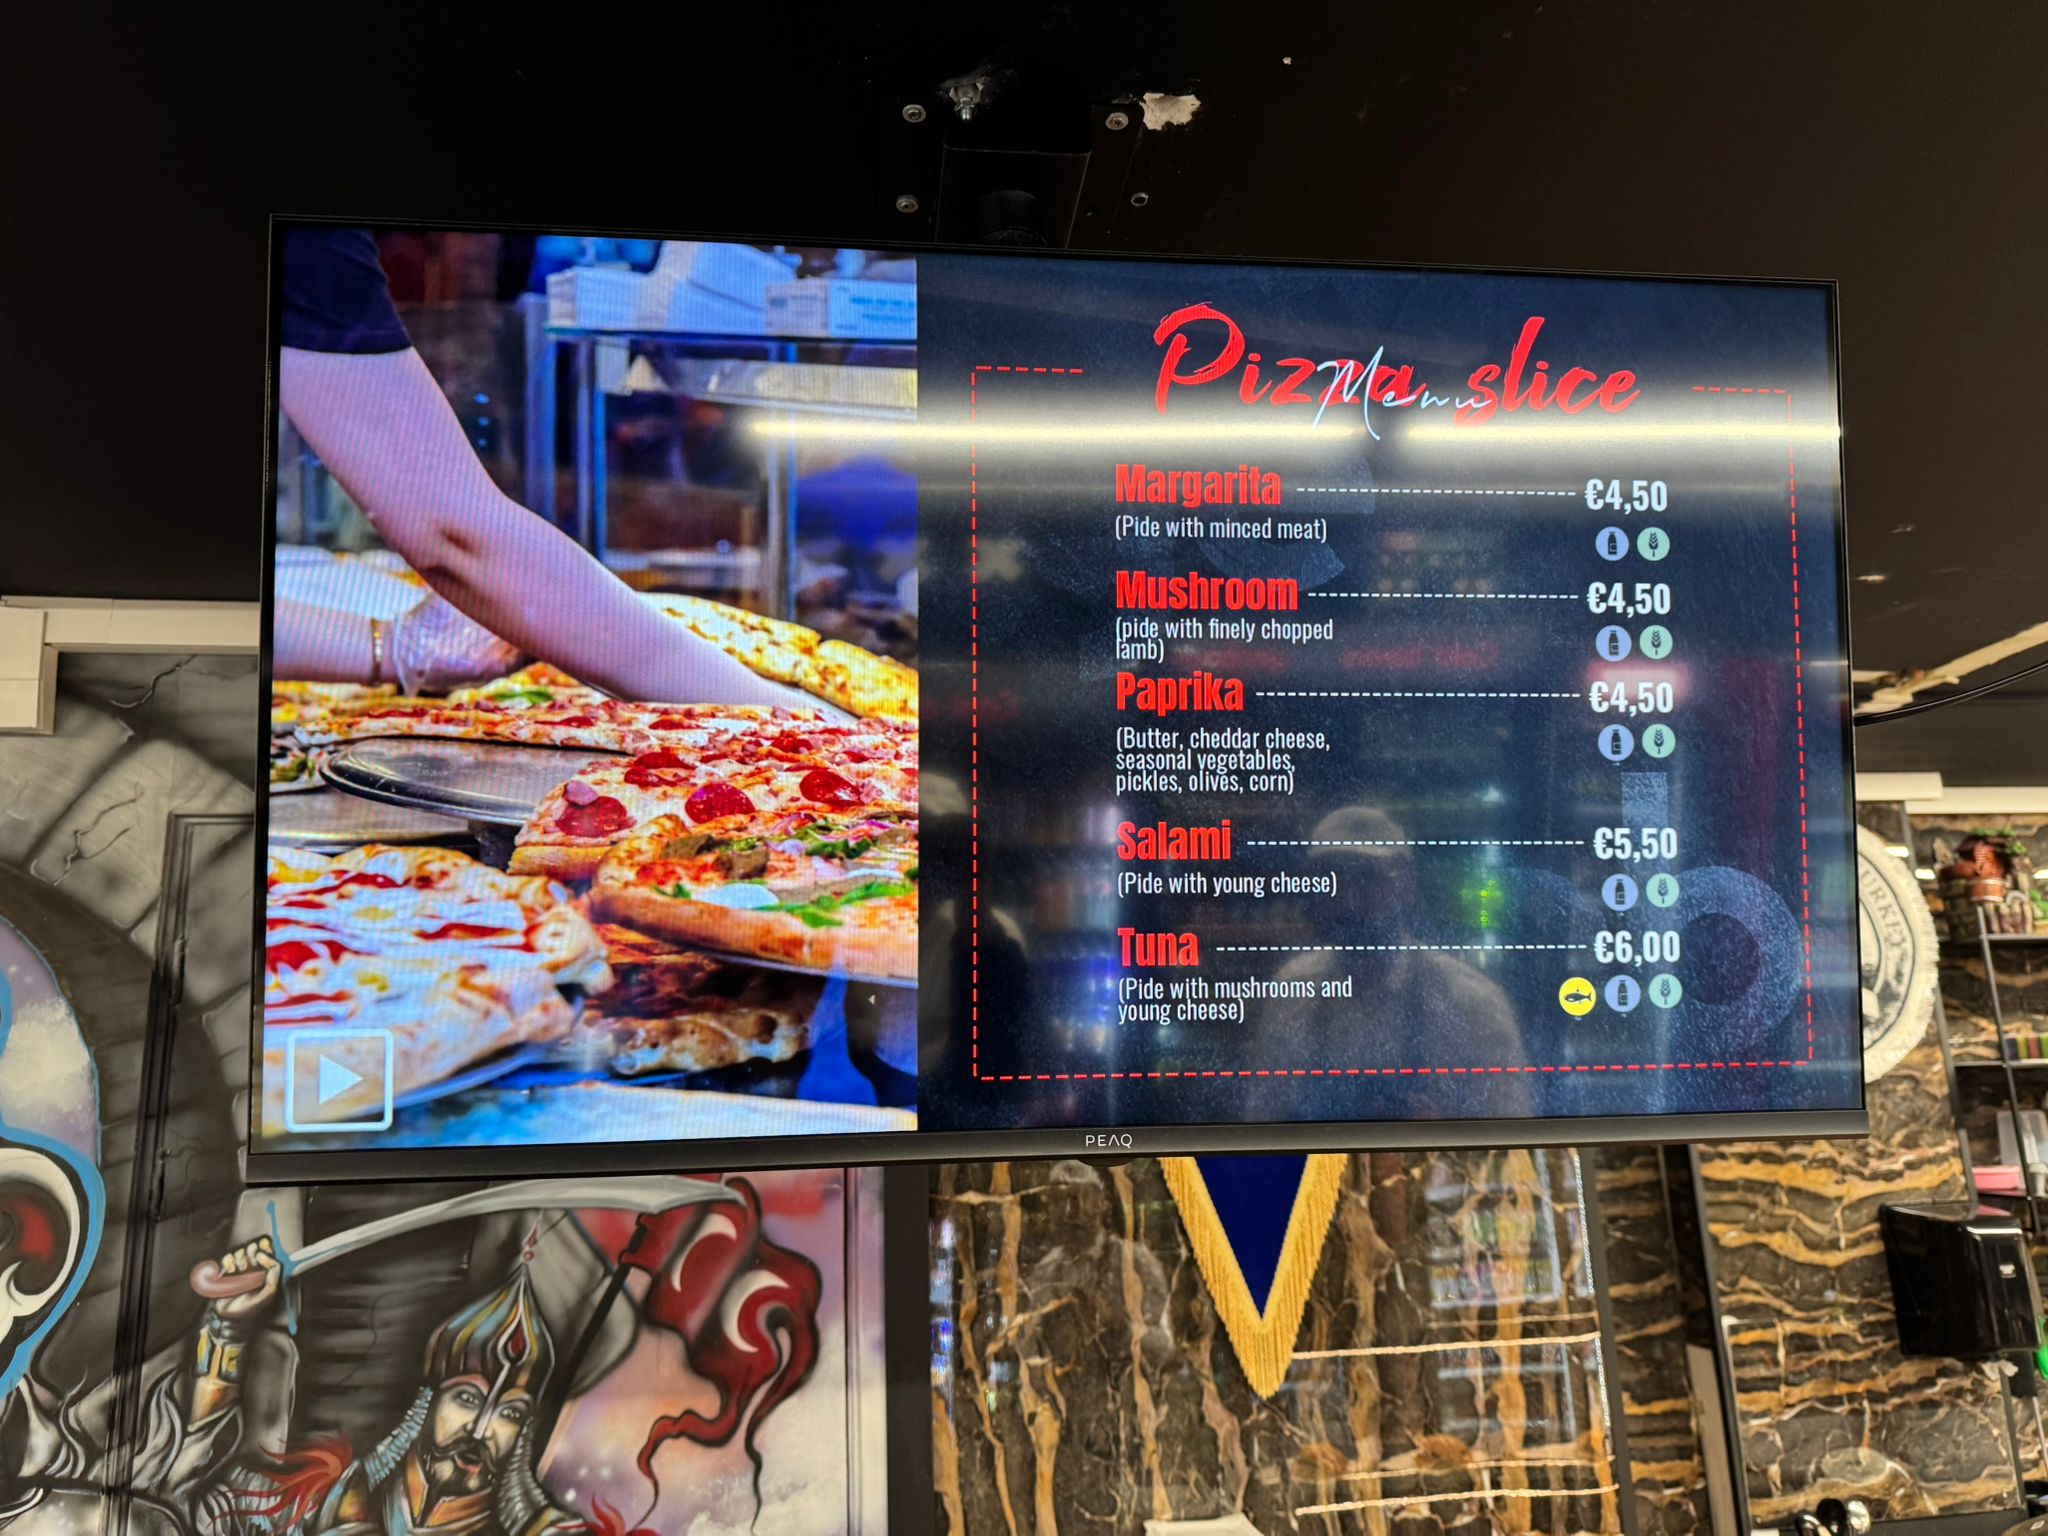 Pizza slice
Menu
Margarita €4,50
(Pide with minced meat)
Mushroom €4,50
(pide with finely chopped
lamb)
Paprika €4,50
(Butter, cheddar cheese,
seasonal vegetables,
pickles, olives, corn)
Salami €5,50
(Pide with young cheese)
Tuna €6,00
(Pide with mushrooms and
young cheese)
PEAQ